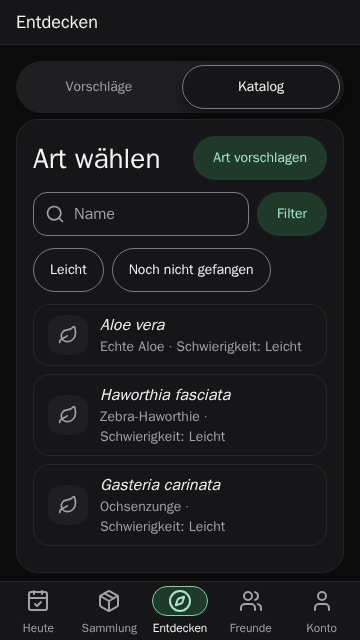 Entdecken
Vorschläge
Katalog
Art wählen
Art vorschlagen
Name
Filter
Leicht
Noch nicht gefangen
Aloe vera
Echte Aloe · Schwierigkeit: Leicht
Haworthia fasciata
Zebra-Haworthie ·
Schwierigkeit: Leicht
Gasteria carinata
Ochsenzunge ·
Schwierigkeit: Leicht
Heute
Sammlung
Entdecken
Freunde
Konto